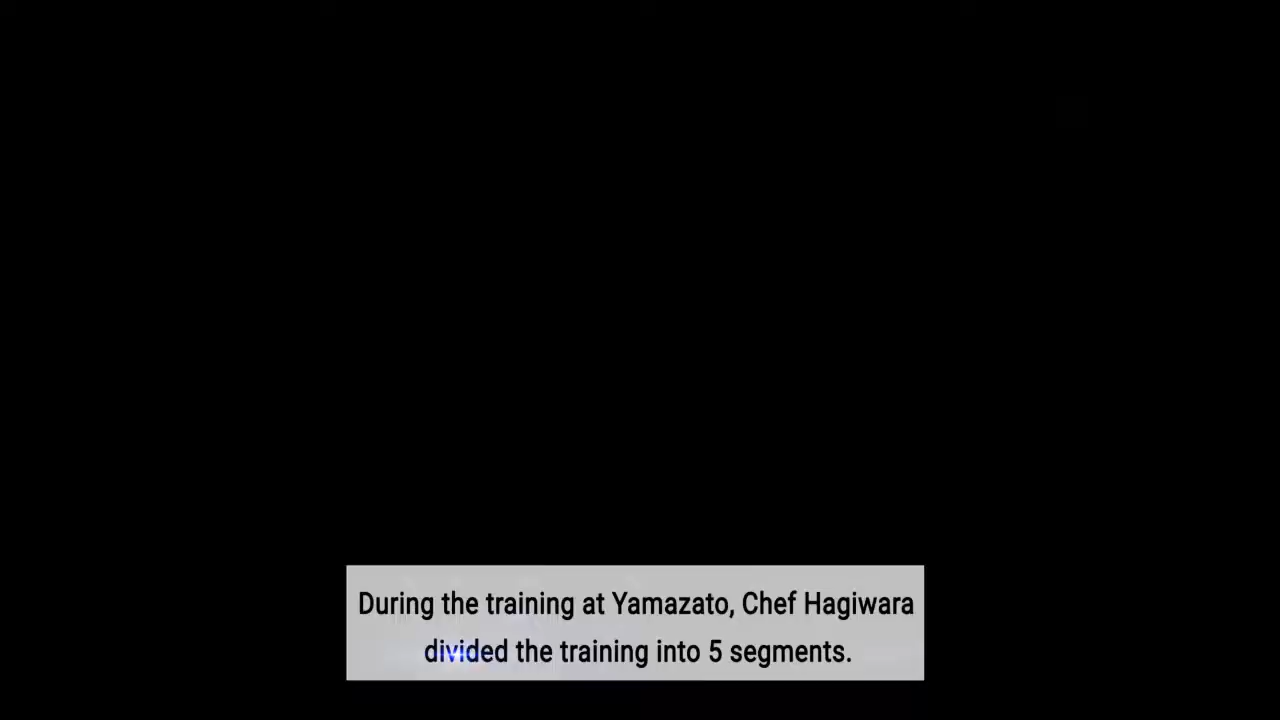 During the training at Yamazato, Chef Hagiwara
divided the training into 5 segments.